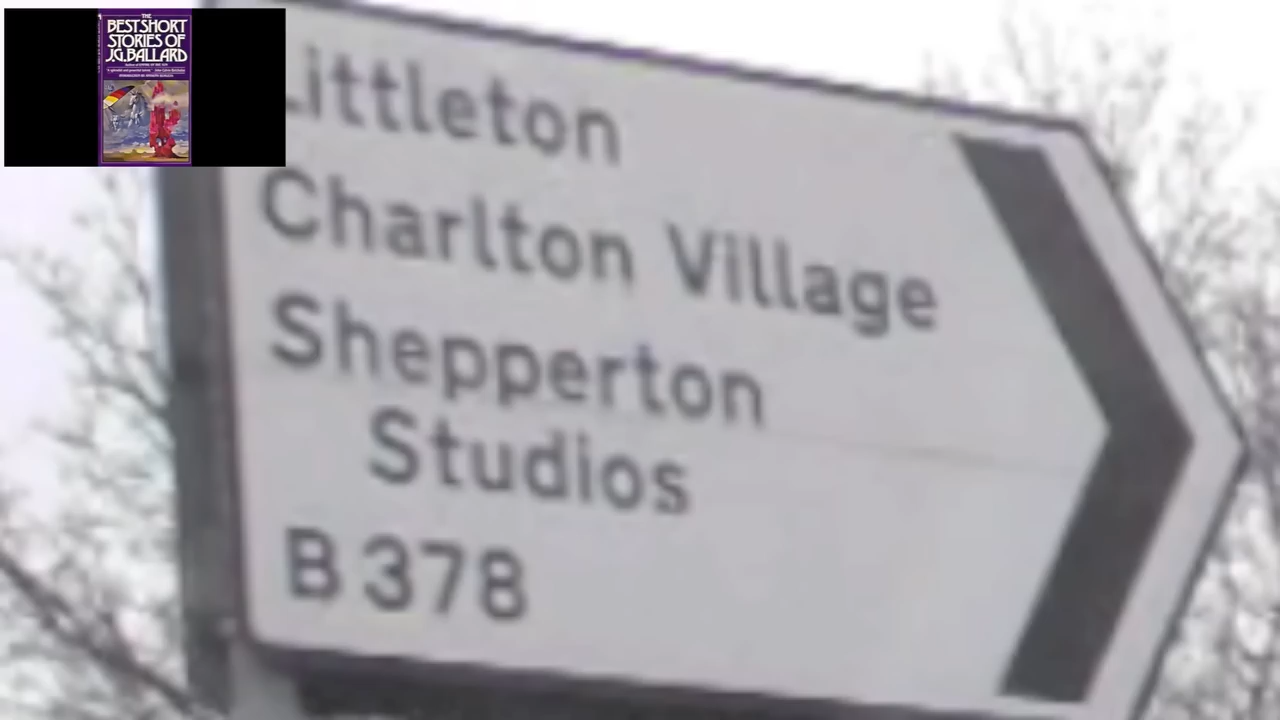 THE
BEST SHORT
STORIES OF
J.G. BALLARD
Littleton
Charlton Village
Shepperton
Studios
B 378